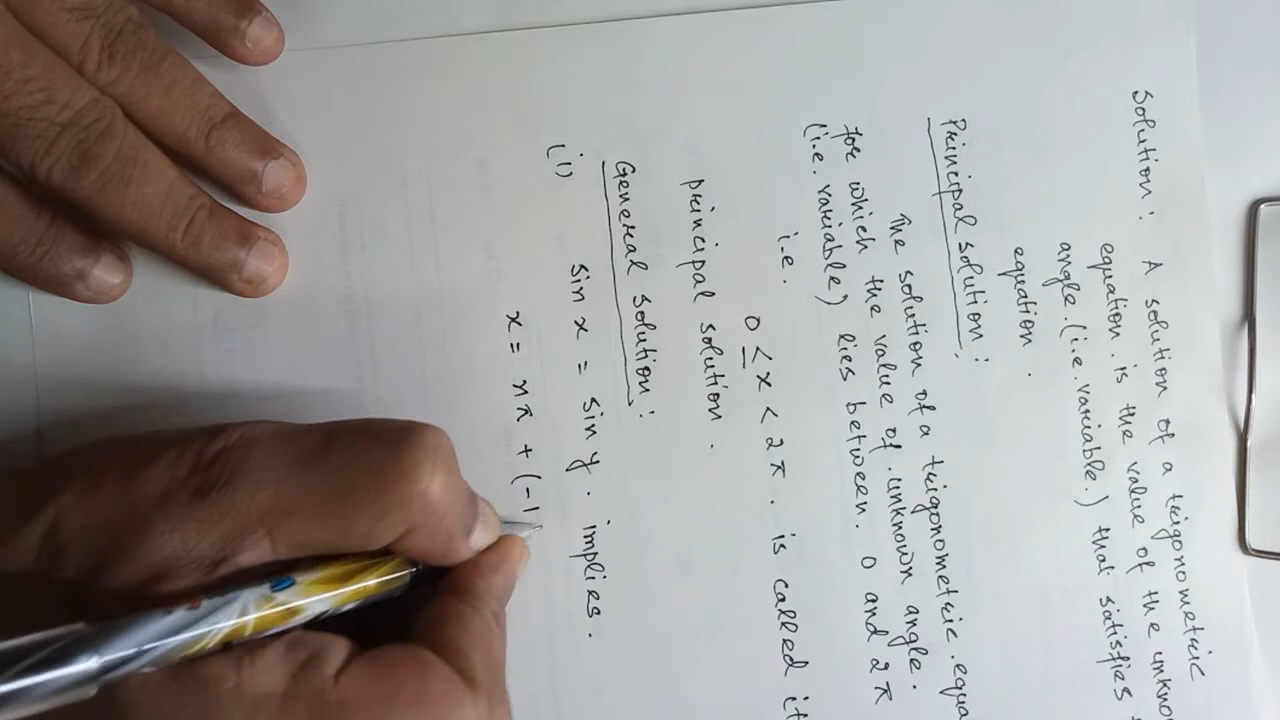 Solution : A solution of a trigonometric
equation . is the value of the unkno
angle . (i.e. variable.) that satisfies
equation .
Principal solution :
The solution of a trigonometric . equa
for which the value of . unknown angle .
(i.e. variable) lies between . 0 and 2π
i.e. 0 ≤ x < 2π . is called it
principal solution .
General solution :
(i) sin x = sin y . implies .
x = nπ + (-1